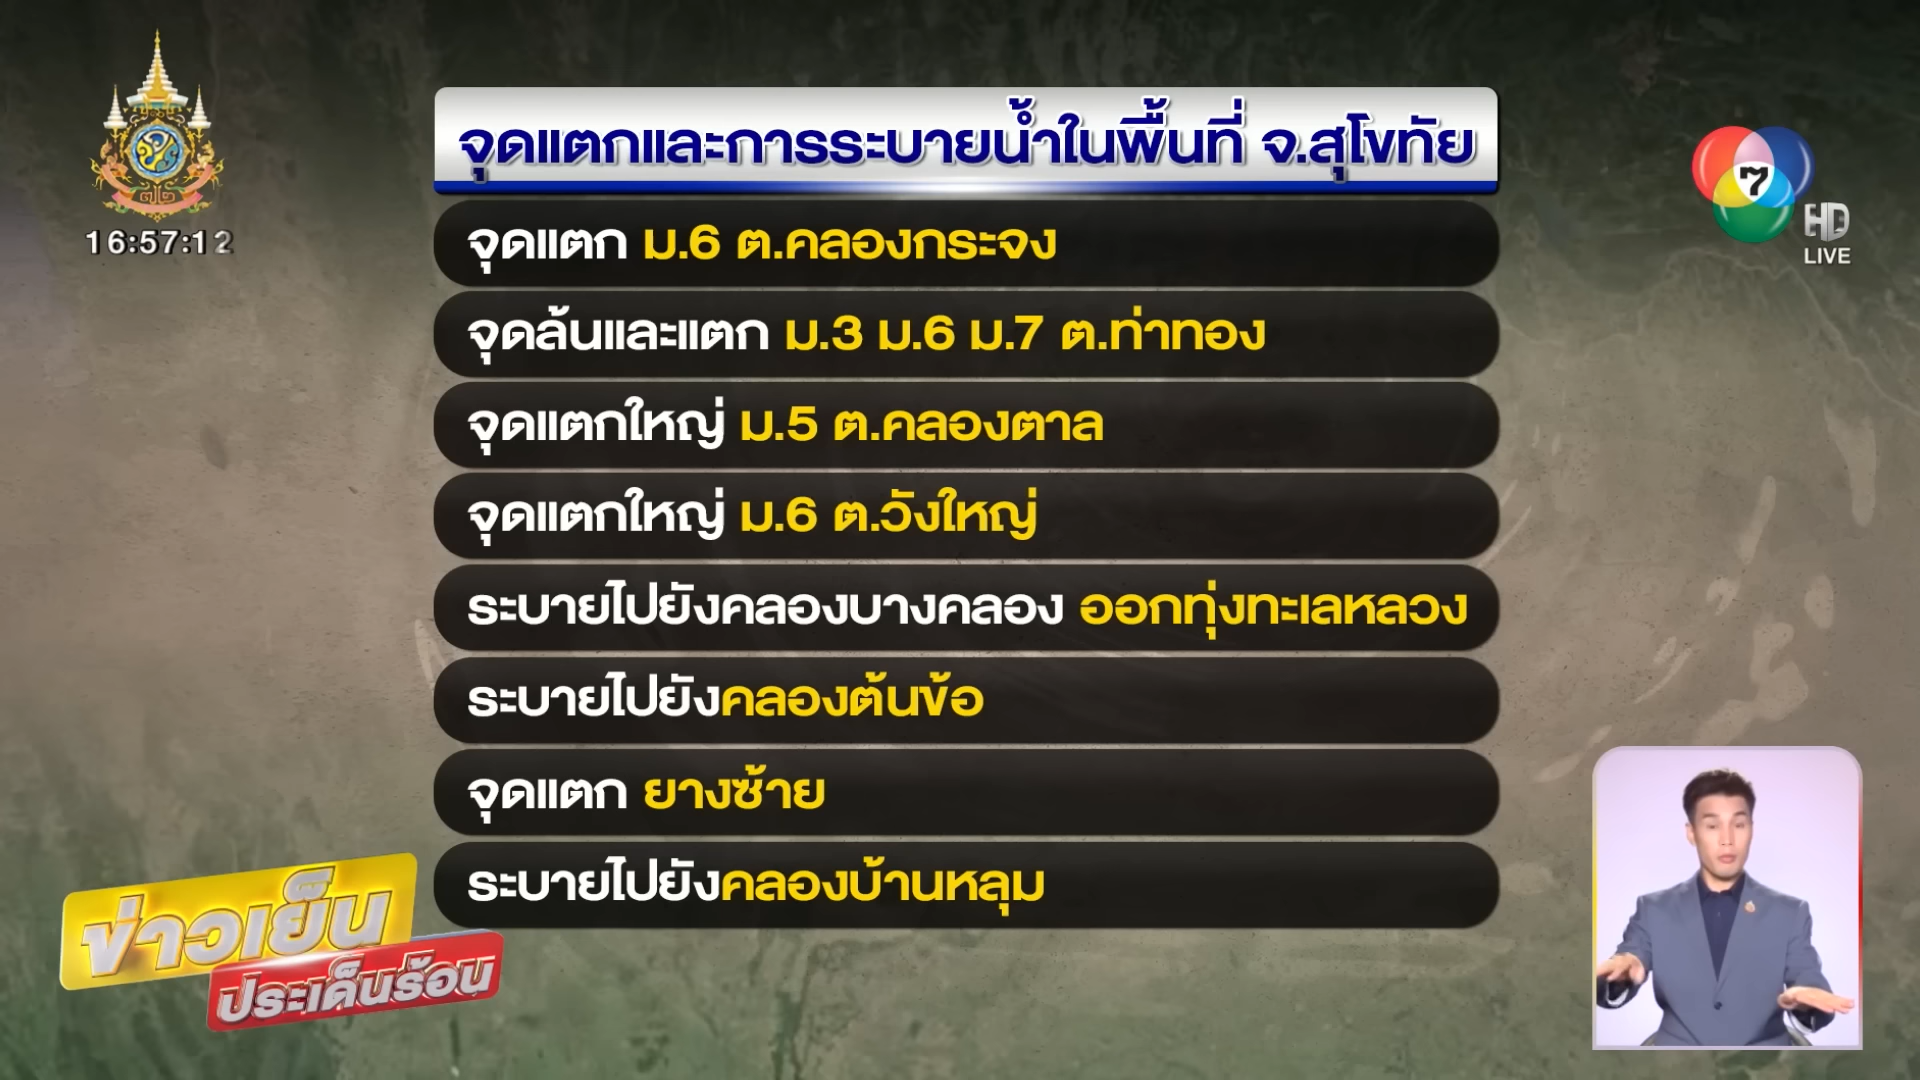 จุดแตกและการระบายน้ำในพื้นที่ จ.สุโขทัย
16:57:12
7
HD
LIVE
จุดแตก ม.6 ต.คลองกระจง
จุดล้นและแตก ม.3 ม.6 ม.7 ต.ท่าทอง
จุดแตกใหญ่ ม.5 ต.คลองตาล
จุดแตกใหญ่ ม.6 ต.วังใหญ่
ระบายไปยังคลองบางคลอง ออกทุ่งทะเลหลวง
ระบายไปยังคลองต้นข้อ
จุดแตก ยางซ้าย
ระบายไปยังคลองบ้านหลุม
ข่าวเย็น
ประเด็นร้อน